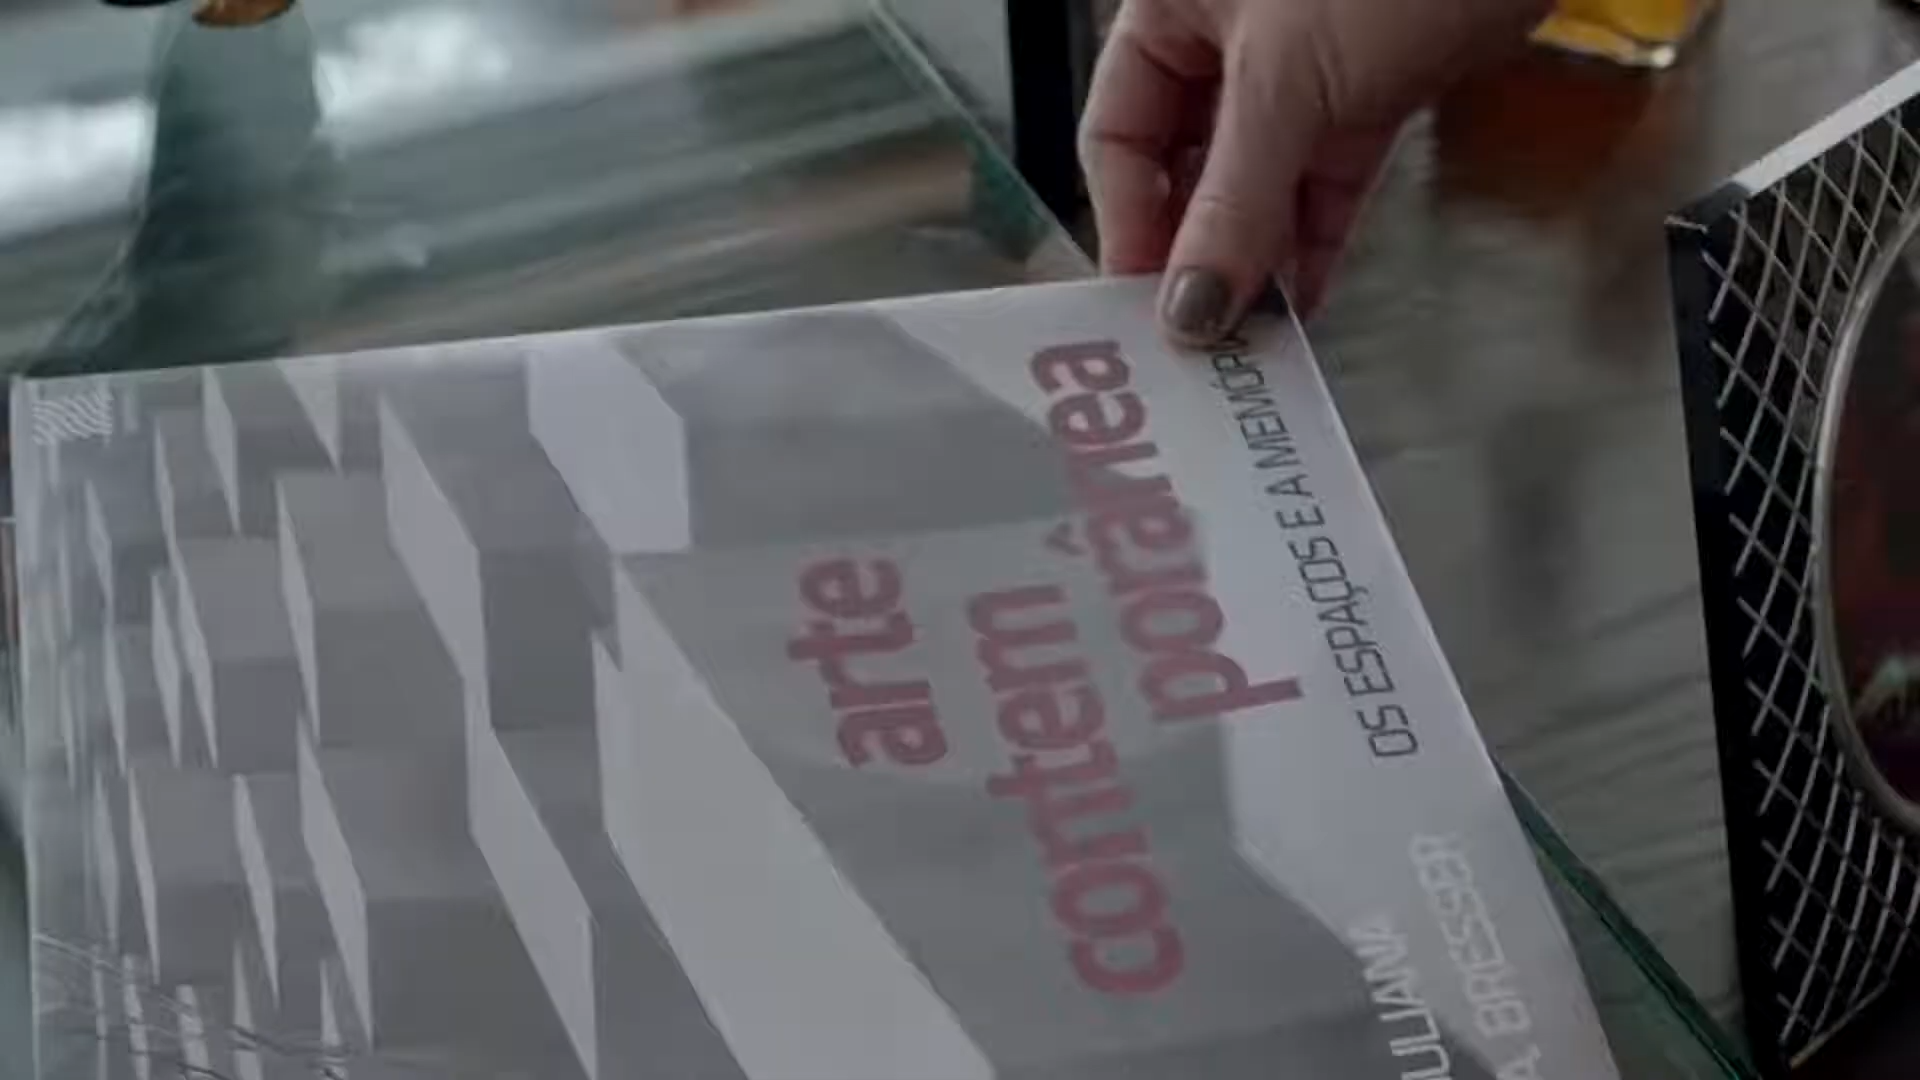 arte
contem
porânea
OS ESPAÇOS E A MEMÓRIA
JULIANA
A BRESSER